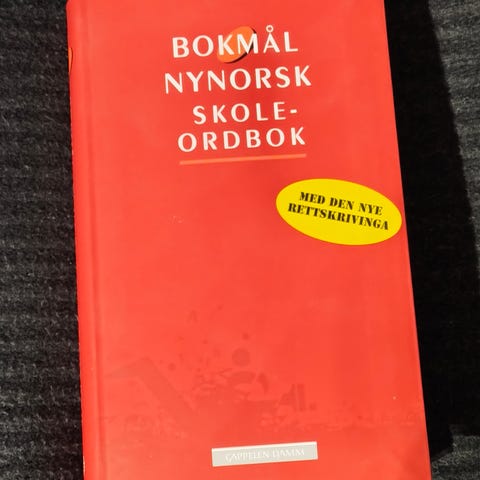 BOKMÅL
NYNORSK
SKOLE-
ORDBOK
MED DEN NYE
RETTSKRIVINGA
CAPPELEN DAMM